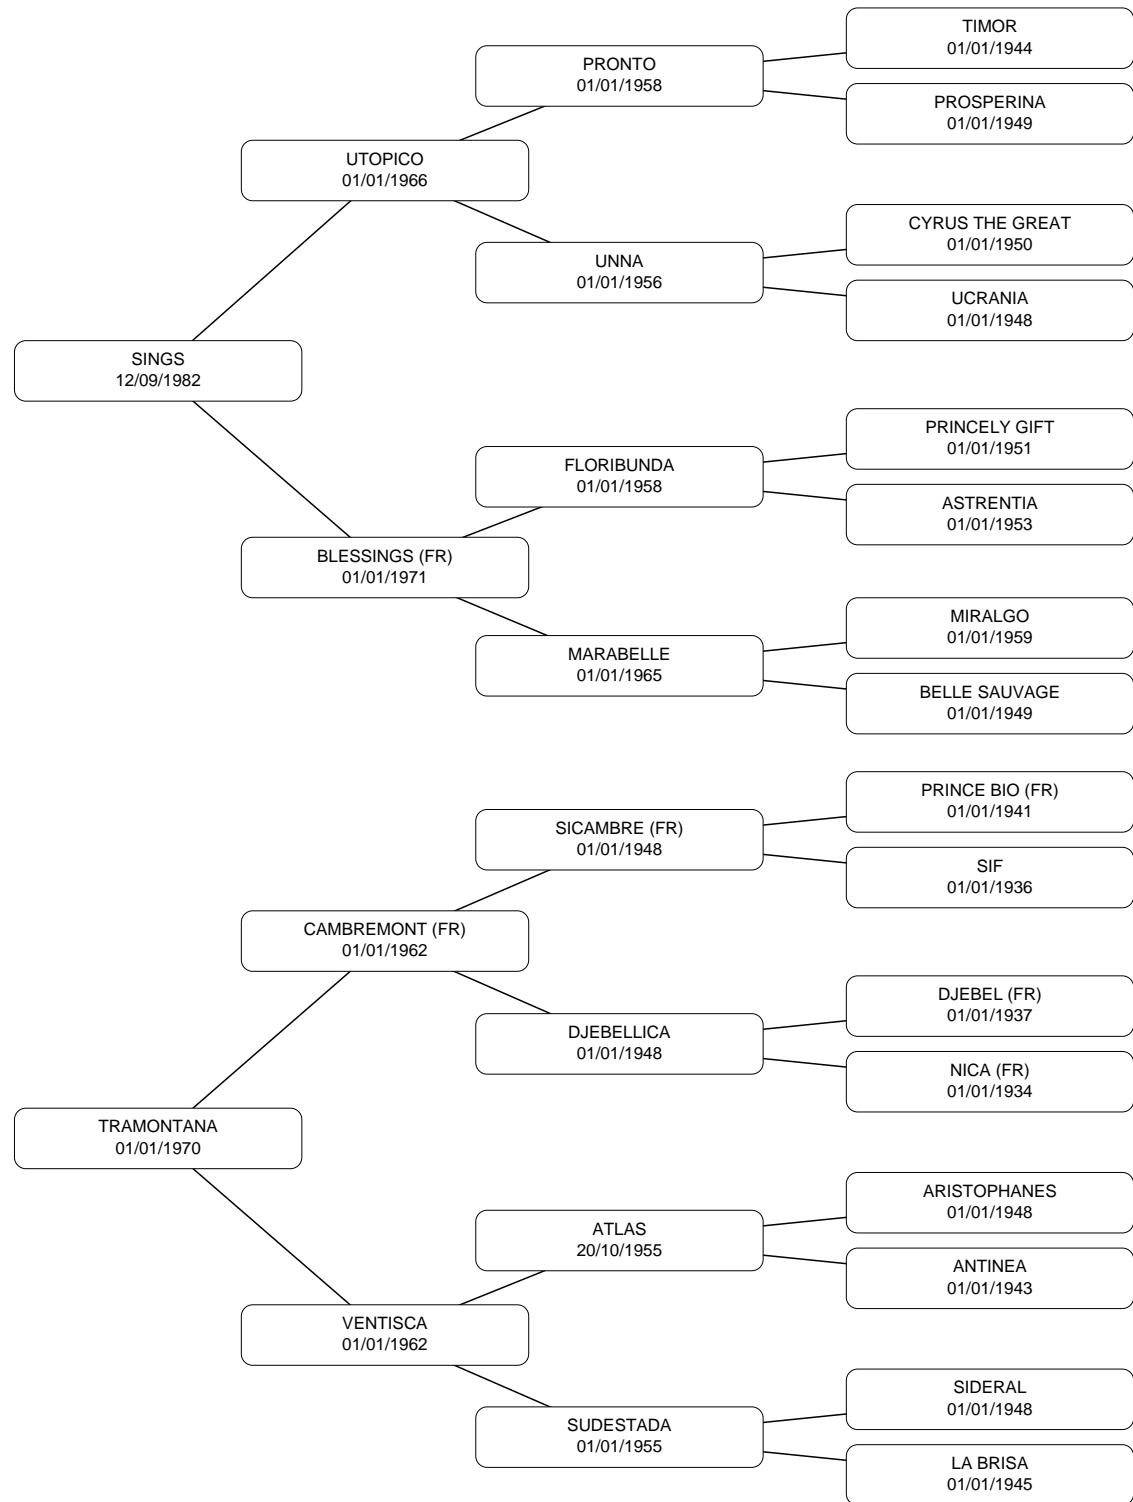 TIMOR
01/01/1944
PRONTO
01/01/1958
PROSPERINA
01/01/1949
UTOPICO
01/01/1966
CYRUS THE GREAT
01/01/1950
UNNA
01/01/1956
UCRANIA
01/01/1948
SINGS
12/09/1982
PRINCELY GIFT
01/01/1951
FLORIBUNDA
01/01/1958
ASTRENTIA
01/01/1953
BLESSINGS (FR)
01/01/1971
MIRALGO
01/01/1959
MARABELLE
01/01/1965
BELLE SAUVAGE
01/01/1949
PRINCE BIO (FR)
01/01/1941
SICAMBRE (FR)
01/01/1948
SIF
01/01/1936
CAMBREMONT (FR)
01/01/1962
DJEBEL (FR)
01/01/1937
DJEBELLICA
01/01/1948
NICA (FR)
01/01/1934
TRAMONTANA
01/01/1970
ARISTOPHANES
01/01/1948
ATLAS
20/10/1955
ANTINEA
01/01/1943
VENTISCA
01/01/1962
SIDERAL
01/01/1948
SUDESTADA
01/01/1955
LA BRISA
01/01/1945